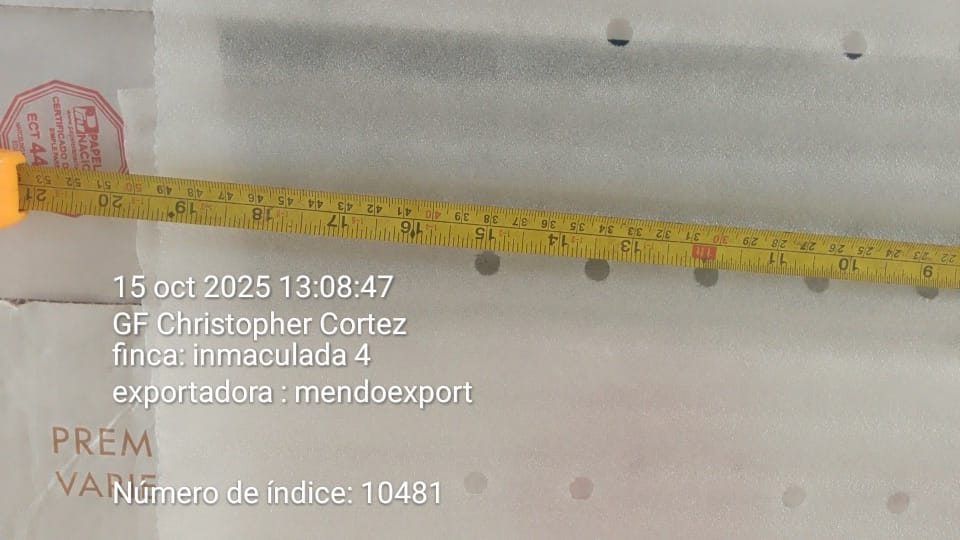 PAPEL
NACIO
CERTIFICADO D
ECT 44
53 52 51 50 49 48 47 46 45 44 43 42 41 40 39 38 37 36 35 34 33 32 31 30 29 28 27 26 25 24 23 22
21 20 19 18 17 16 15 14 13 1ft 11 10 9
15 oct 2025 13:08:47
GF Christopher Cortez
finca: inmaculada 4
exportadora : mendoexport
PREM
VARIE
Número de índice: 10481